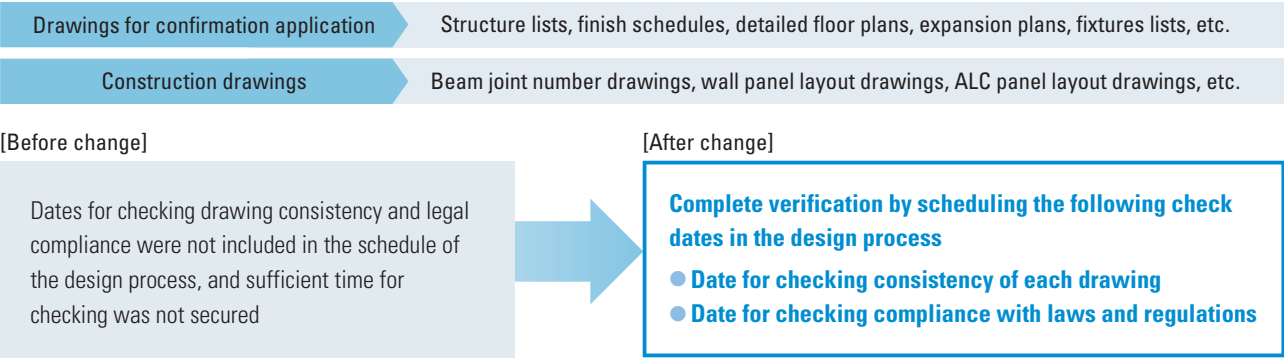 Drawings for confirmation application
Structure lists, finish schedules, detailed floor plans, expansion plans, fixtures lists, etc.
Construction drawings
Beam joint number drawings, wall panel layout drawings, ALC panel layout drawings, etc.
[Before change]
Dates for checking drawing consistency and legal
compliance were not included in the schedule of
the design process, and sufficient time for
checking was not secured
[After change]
Complete verification by scheduling the following check
dates in the design process
● Date for checking consistency of each drawing
● Date for checking compliance with laws and regulations